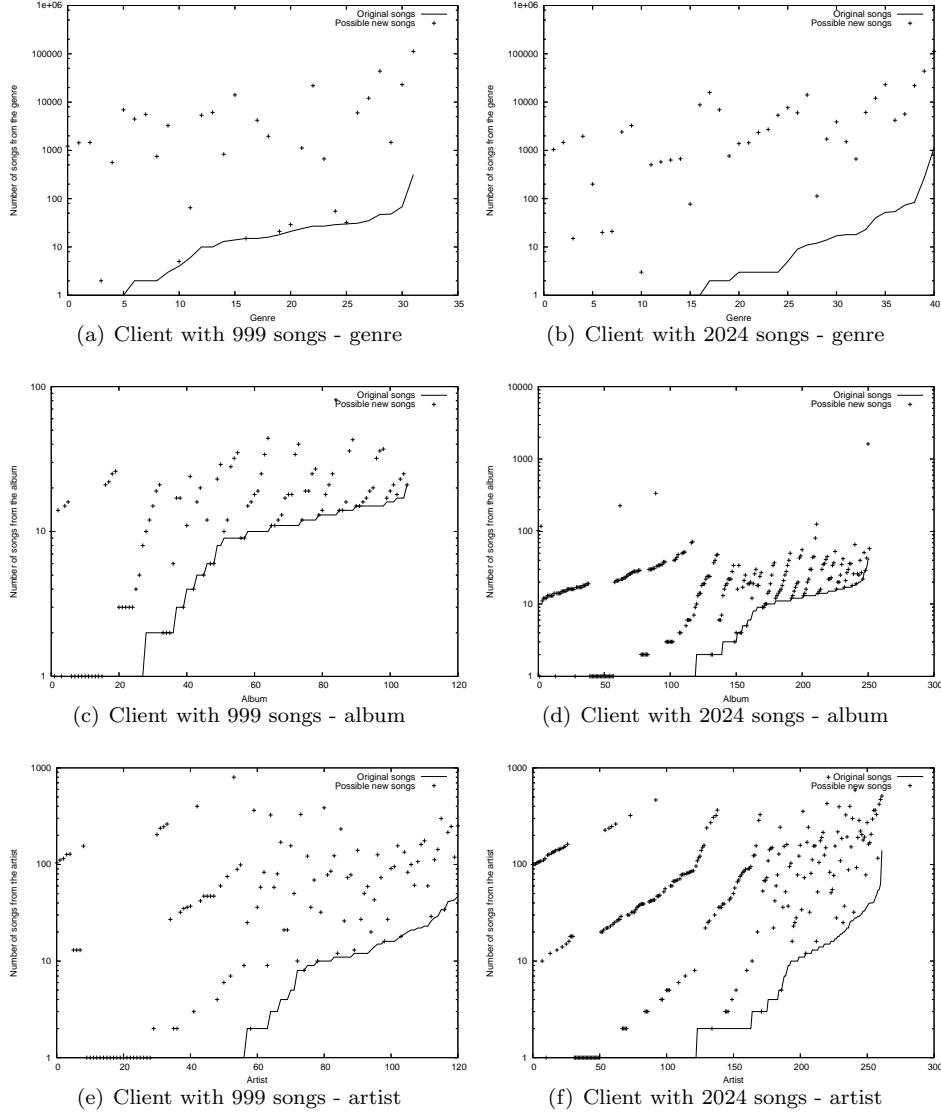 1e+06
100000
10000
1000
100
10
1
Number of songs from the genre
Original songs
Possible new songs
0 5 10 15 20 25 30 35
Genre
(a) Client with 999 songs - genre
1e+06
100000
10000
1000
100
10
1
Number of songs from the genre
Original songs
Possible new songs
0 5 10 15 20 25 30 35 40
Genre
(b) Client with 2024 songs - genre
100
10
1
Number of songs from the album
Original songs
Possible new songs
0 20 40 60 80 100 120
Album
(c) Client with 999 songs - album
10000
1000
100
10
1
Number of songs from the album
Original songs
Possible new songs
0 50 100 150 200 250 300
Album
(d) Client with 2024 songs - album
1000
100
10
1
Number of songs from the artist
Original songs
Possible new songs
0 20 40 60 80 100 120
Artist
(e) Client with 999 songs - artist
1000
100
10
1
Number of songs from the artist
Original songs
Possible new songs
0 50 100 150 200 250 300
Artist
(f) Client with 2024 songs - artist